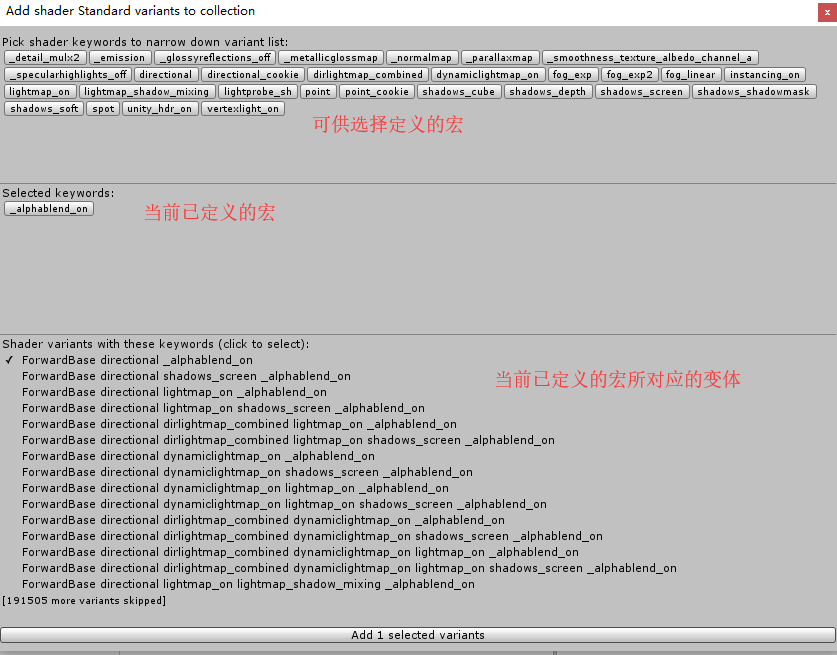 Add shader Standard variants to collection
x
Pick shader keywords to narrow down variant list:
_detail_mulx2 _emission _glossyreflections_off _metallicglossmap _normalmap _parallaxmap _smoothness_texture_albedo_channel_a
_specularhighlights_off directional directional_cookie dirlightmap_combined dynamiclightmap_on fog_exp fog_exp2 fog_linear instancing_on
lightmap_on lightmap_shadow_mixing lightprobe_sh point point_cookie shadows_cube shadows_depth shadows_screen shadows_shadowmask
shadows_soft spot unity_hdr_on vertexlight_on
可供选择定义的宏
Selected keywords:
_alphablend_on
当前已定义的宏
Shader variants with these keywords (click to select):
✓ ForwardBase directional _alphablend_on
ForwardBase directional shadows_screen _alphablend_on
当前已定义的宏所对应的变体
ForwardBase directional lightmap_on _alphablend_on
ForwardBase directional lightmap_on shadows_screen _alphablend_on
ForwardBase directional dirlightmap_combined lightmap_on _alphablend_on
ForwardBase directional dirlightmap_combined lightmap_on shadows_screen _alphablend_on
ForwardBase directional dynamiclightmap_on _alphablend_on
ForwardBase directional dynamiclightmap_on shadows_screen _alphablend_on
ForwardBase directional dynamiclightmap_on lightmap_on _alphablend_on
ForwardBase directional dynamiclightmap_on lightmap_on shadows_screen _alphablend_on
ForwardBase directional dirlightmap_combined dynamiclightmap_on _alphablend_on
ForwardBase directional dirlightmap_combined dynamiclightmap_on shadows_screen _alphablend_on
ForwardBase directional dirlightmap_combined dynamiclightmap_on lightmap_on _alphablend_on
ForwardBase directional dirlightmap_combined dynamiclightmap_on lightmap_on shadows_screen _alphablend_on
ForwardBase directional lightmap_on lightmap_shadow_mixing _alphablend_on
[191505 more variants skipped]
Add 1 selected variants